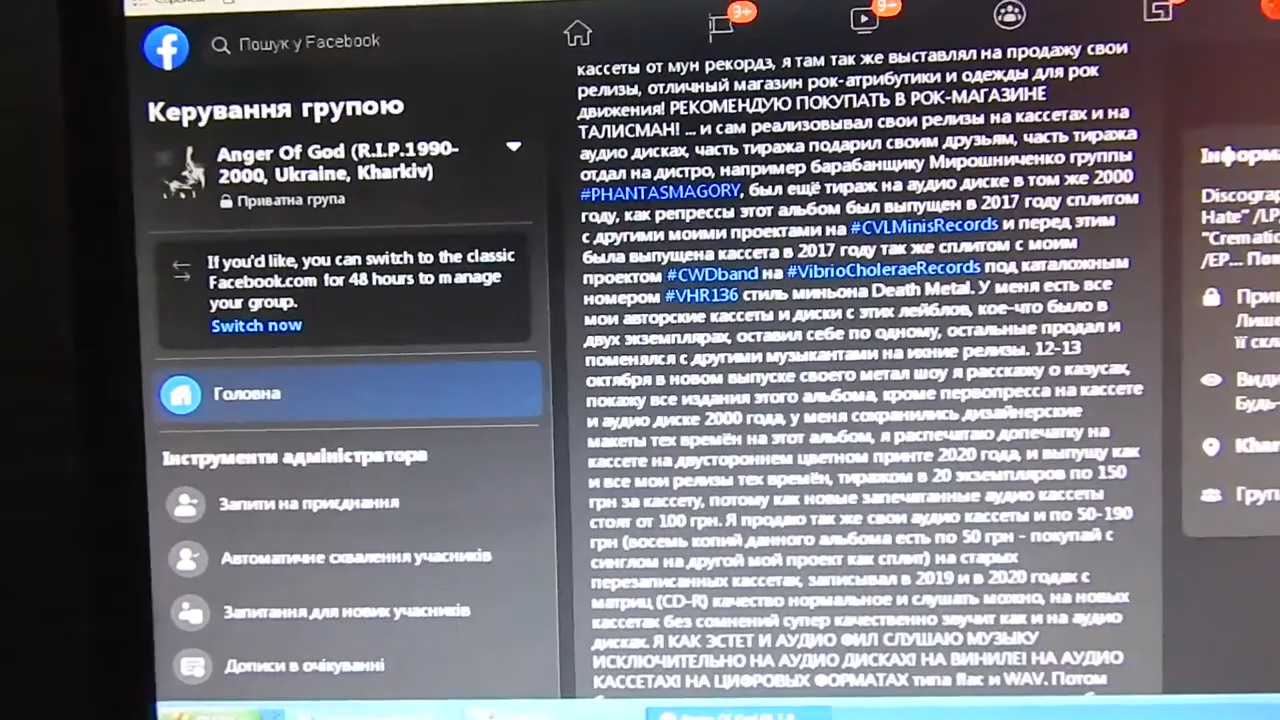 Пошук у Facebook
9+
9+
Керування групою
Anger Of God (R.I.P.1990-
2000, Ukraine, Kharkiv)
Приватна група
If you'd like, you can switch to the classic
Facebook.com for 48 hours to manage
your group.
Switch now
Головна
Інструменти адміністратора
Запити на приєднання
Автоматичне схвалення учасників
Запитання для нових учасників
Дописи в очікуванні
кассеты от мун рекордз, я там так же выставлял на продажу свои
релизы, отличный магазин рок-атрибутики и одежды для рок
движения! РЕКОМЕНДУЮ ПОКУПАТЬ В РОК-МАГАЗИНЕ
ТАЛИСМАН! ... и сам реализовывал свои релизы на кассетах и на
аудио дисках, часть тиража подарил своим друзьям, часть тиража
отдал на дистро, например барабанщику Мирошниченко группы
#PHANTASMAGORY, был ещё тираж на аудио диске в том же 2000
году, как репрессы этот альбом был выпущен в 2017 году сплитом
с другими моими проектами на #CVLMinisRecords и перед этим
была выпущена кассета в 2017 году так же сплитом с моим
проектом #CWDband на #VibrioCholeraeRecords под каталожным
номером #VHR136 стиль миньона Death Metal. У меня есть все
мои авторские кассеты и диски с этих лейблов, кое-что было в
двух экземплярах, оставил себе по одному, остальные продал и
поменялся с другими музыкантами на ихние релизы. 12-13
октября в новом выпуске своего метал шоу я расскажу о казусах,
покажу все издания этого альбома, кроме первопресса на кассете
и аудио диске 2000 года, у меня сохранились дизайнерские
макеты тех времён на этот альбом, я распечатаю допечатку на
кассете на двустороннем цветном принте 2020 года и выпущу как
и все мои релизы тех времён, тиражом в 20 экземпляров по 150
грн за кассету, потому как новые запечатанные аудио кассеты
стоят от 100 грн. Я продаю так же свои аудио кассеты и по 50-190
грн (восемь копий данного альбома есть по 50 грн - покупай с
синглом на другой мой проект как сплит) на старых
перезаписанных кассетах, записывал в 2019 и в 2020 годах с
матриц (CD-R) качество нормальное и слушать можно, на новых
кассетах без сомнений супер качественно звучит как и на аудио
дисках. Я КАК ЭСТЕТ И АУДИО ФИЛ СЛУШАЮ МУЗЫКУ
ИСКЛЮЧИТЕЛЬНО НА АУДИО ДИСКАХ! НА ВИНИЛЕ! НА АУДИО
КАССЕТАХ! НА ЦИФРОВЫХ ФОРМАТАХ типа flac и WAV. Потом
Hate" /LP
/EP...